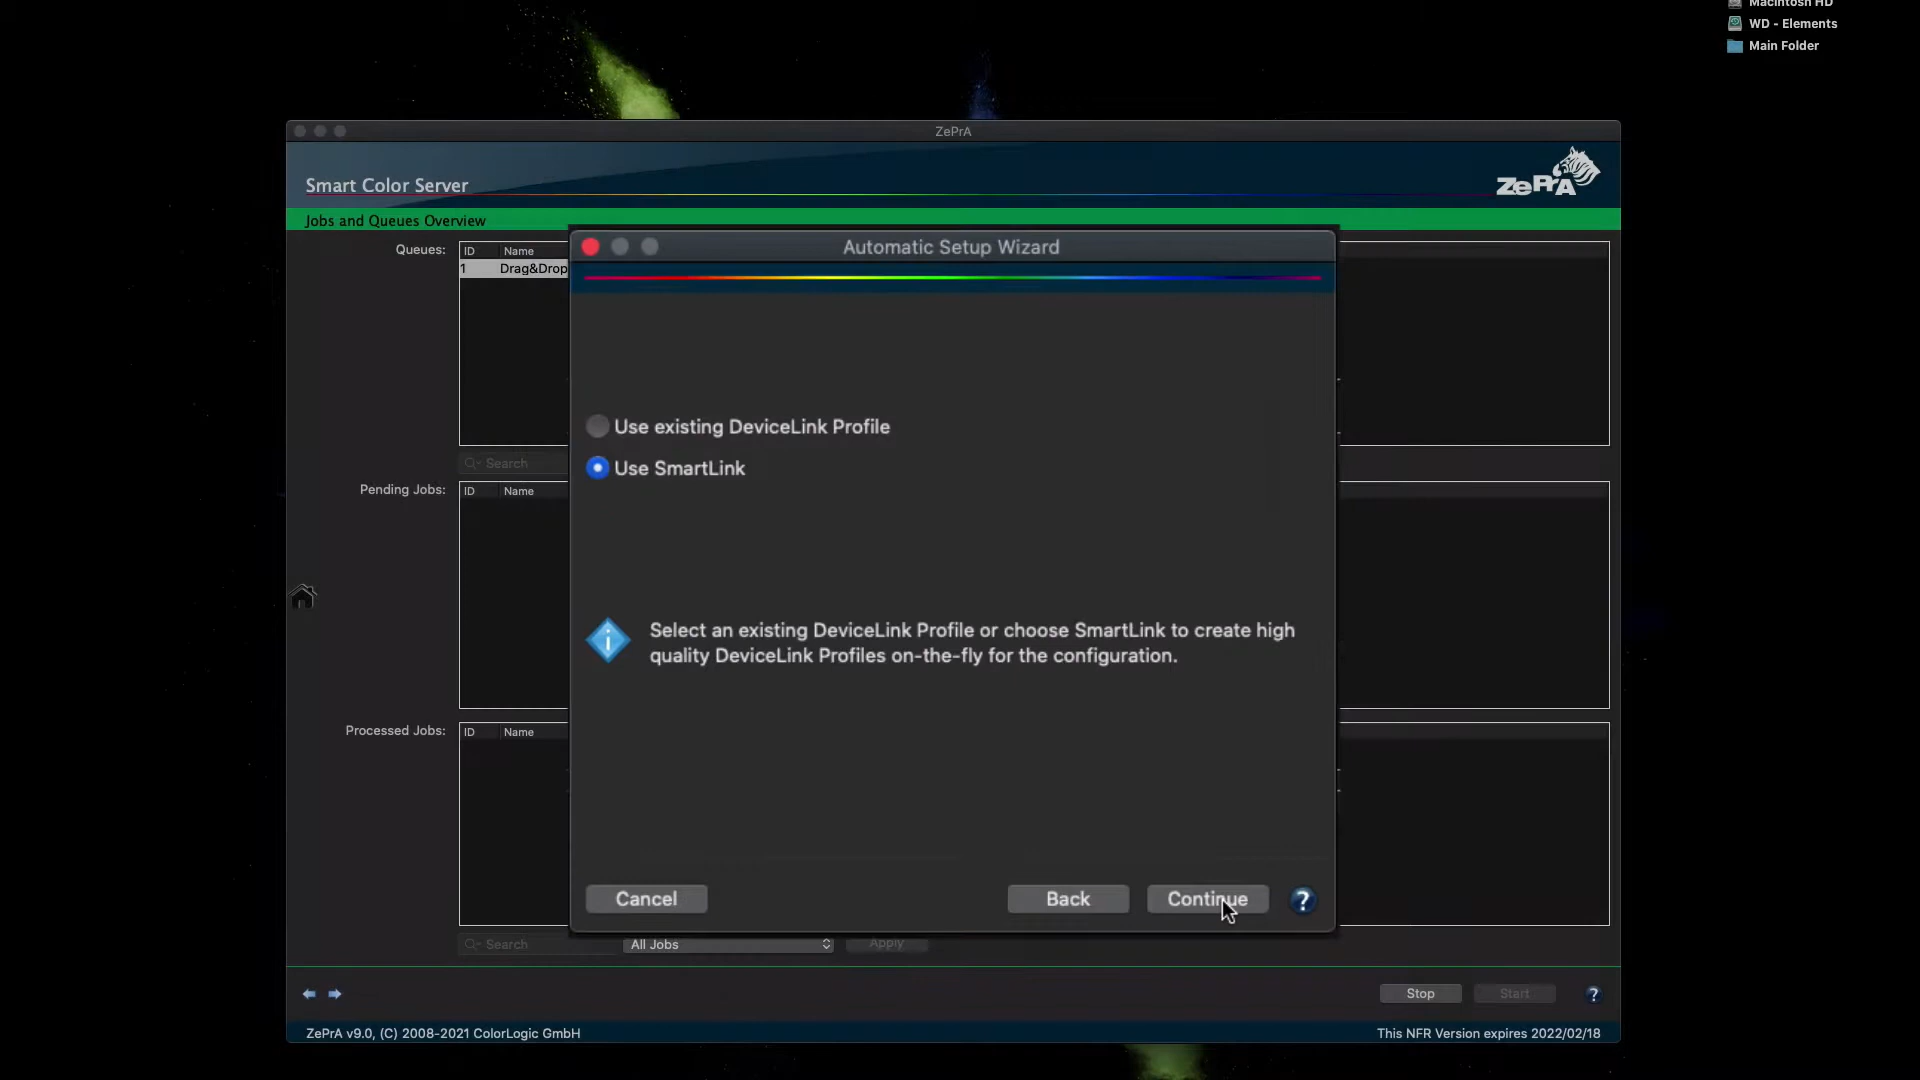 Macintosh HD
WD - Elements
Main Folder
ZePrA
Smart Color Server
ZePrA
Jobs and Queues Overview
Queues:
ID Name
1 Drag&Drop
Search
Pending Jobs:
ID Name
Processed Jobs:
ID Name
Automatic Setup Wizard
Use existing DeviceLink Profile
Use SmartLink
Select an existing DeviceLink Profile or choose SmartLink to create high
quality DeviceLink Profiles on-the-fly for the configuration.
Cancel Back Continue ?
Search All Jobs Apply
Stop Start ?
ZePrA v9.0, (C) 2008-2021 ColorLogic GmbH
This NFR Version expires 2022/02/18